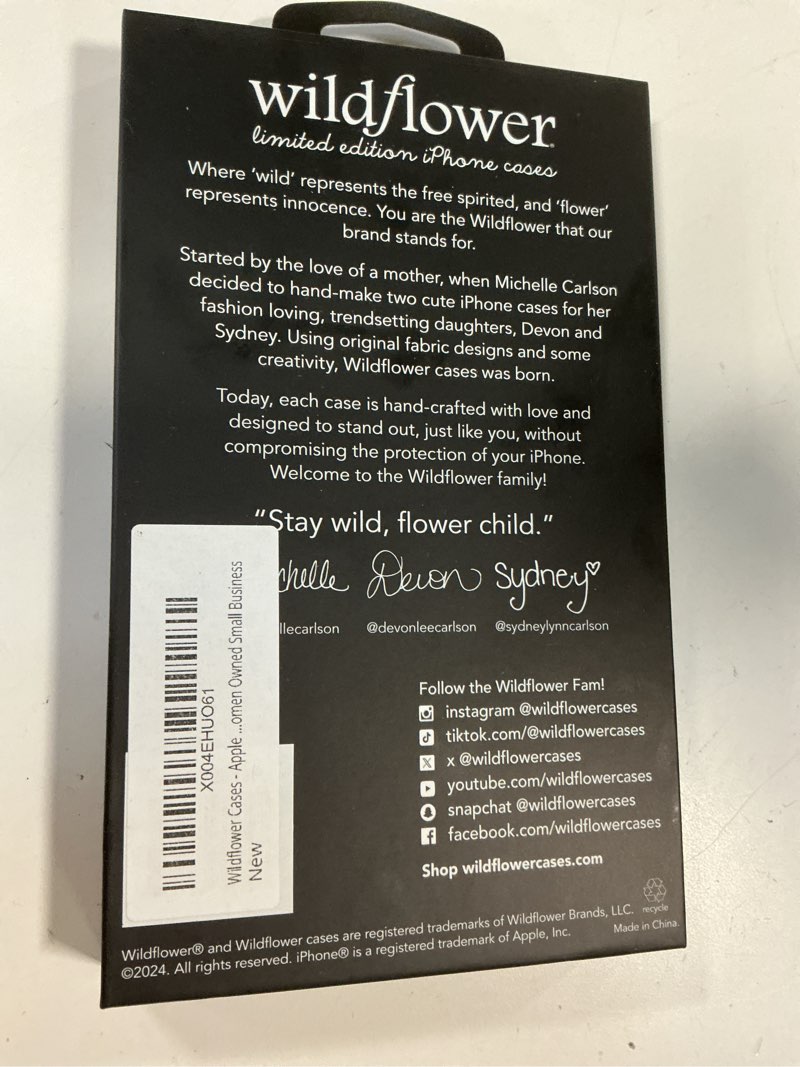 wildflower
limited edition iPhone cases
Where ‘wild’ represents the free spirited, and ‘flower’
represents innocence. You are the Wildflower that our
brand stands for.
Started by the love of a mother, when Michelle Carlson
decided to hand-make two cute iPhone cases for her
fashion loving, trendsetting daughters, Devon and
Sydney. Using original fabric designs and some
creativity, Wildflower cases was born.
Today, each case is hand-crafted with love and
designed to stand out, just like you, without
compromising the protection of your iPhone.
Welcome to the Wildflower family!
“Stay wild, flower child.”
chelle Devon Sydney♡
llecarlson @devonleecarlson @sydneylynncarlson
X004EHUO61
Wildflower Cases - Apple ...omen Owned Small Business
New
Follow the Wildflower Fam!
instagram @wildflowercases
tiktok.com/@wildflowercases
x @wildflowercases
youtube.com/wildflowercases
snapchat @wildflowercases
facebook.com/wildflowercases
Shop wildflowercases.com
recycle
Wildflower® and Wildflower cases are registered trademarks of Wildflower Brands, LLC.
©2024. All rights reserved. iPhone® is a registered trademark of Apple, Inc.
Made in China.